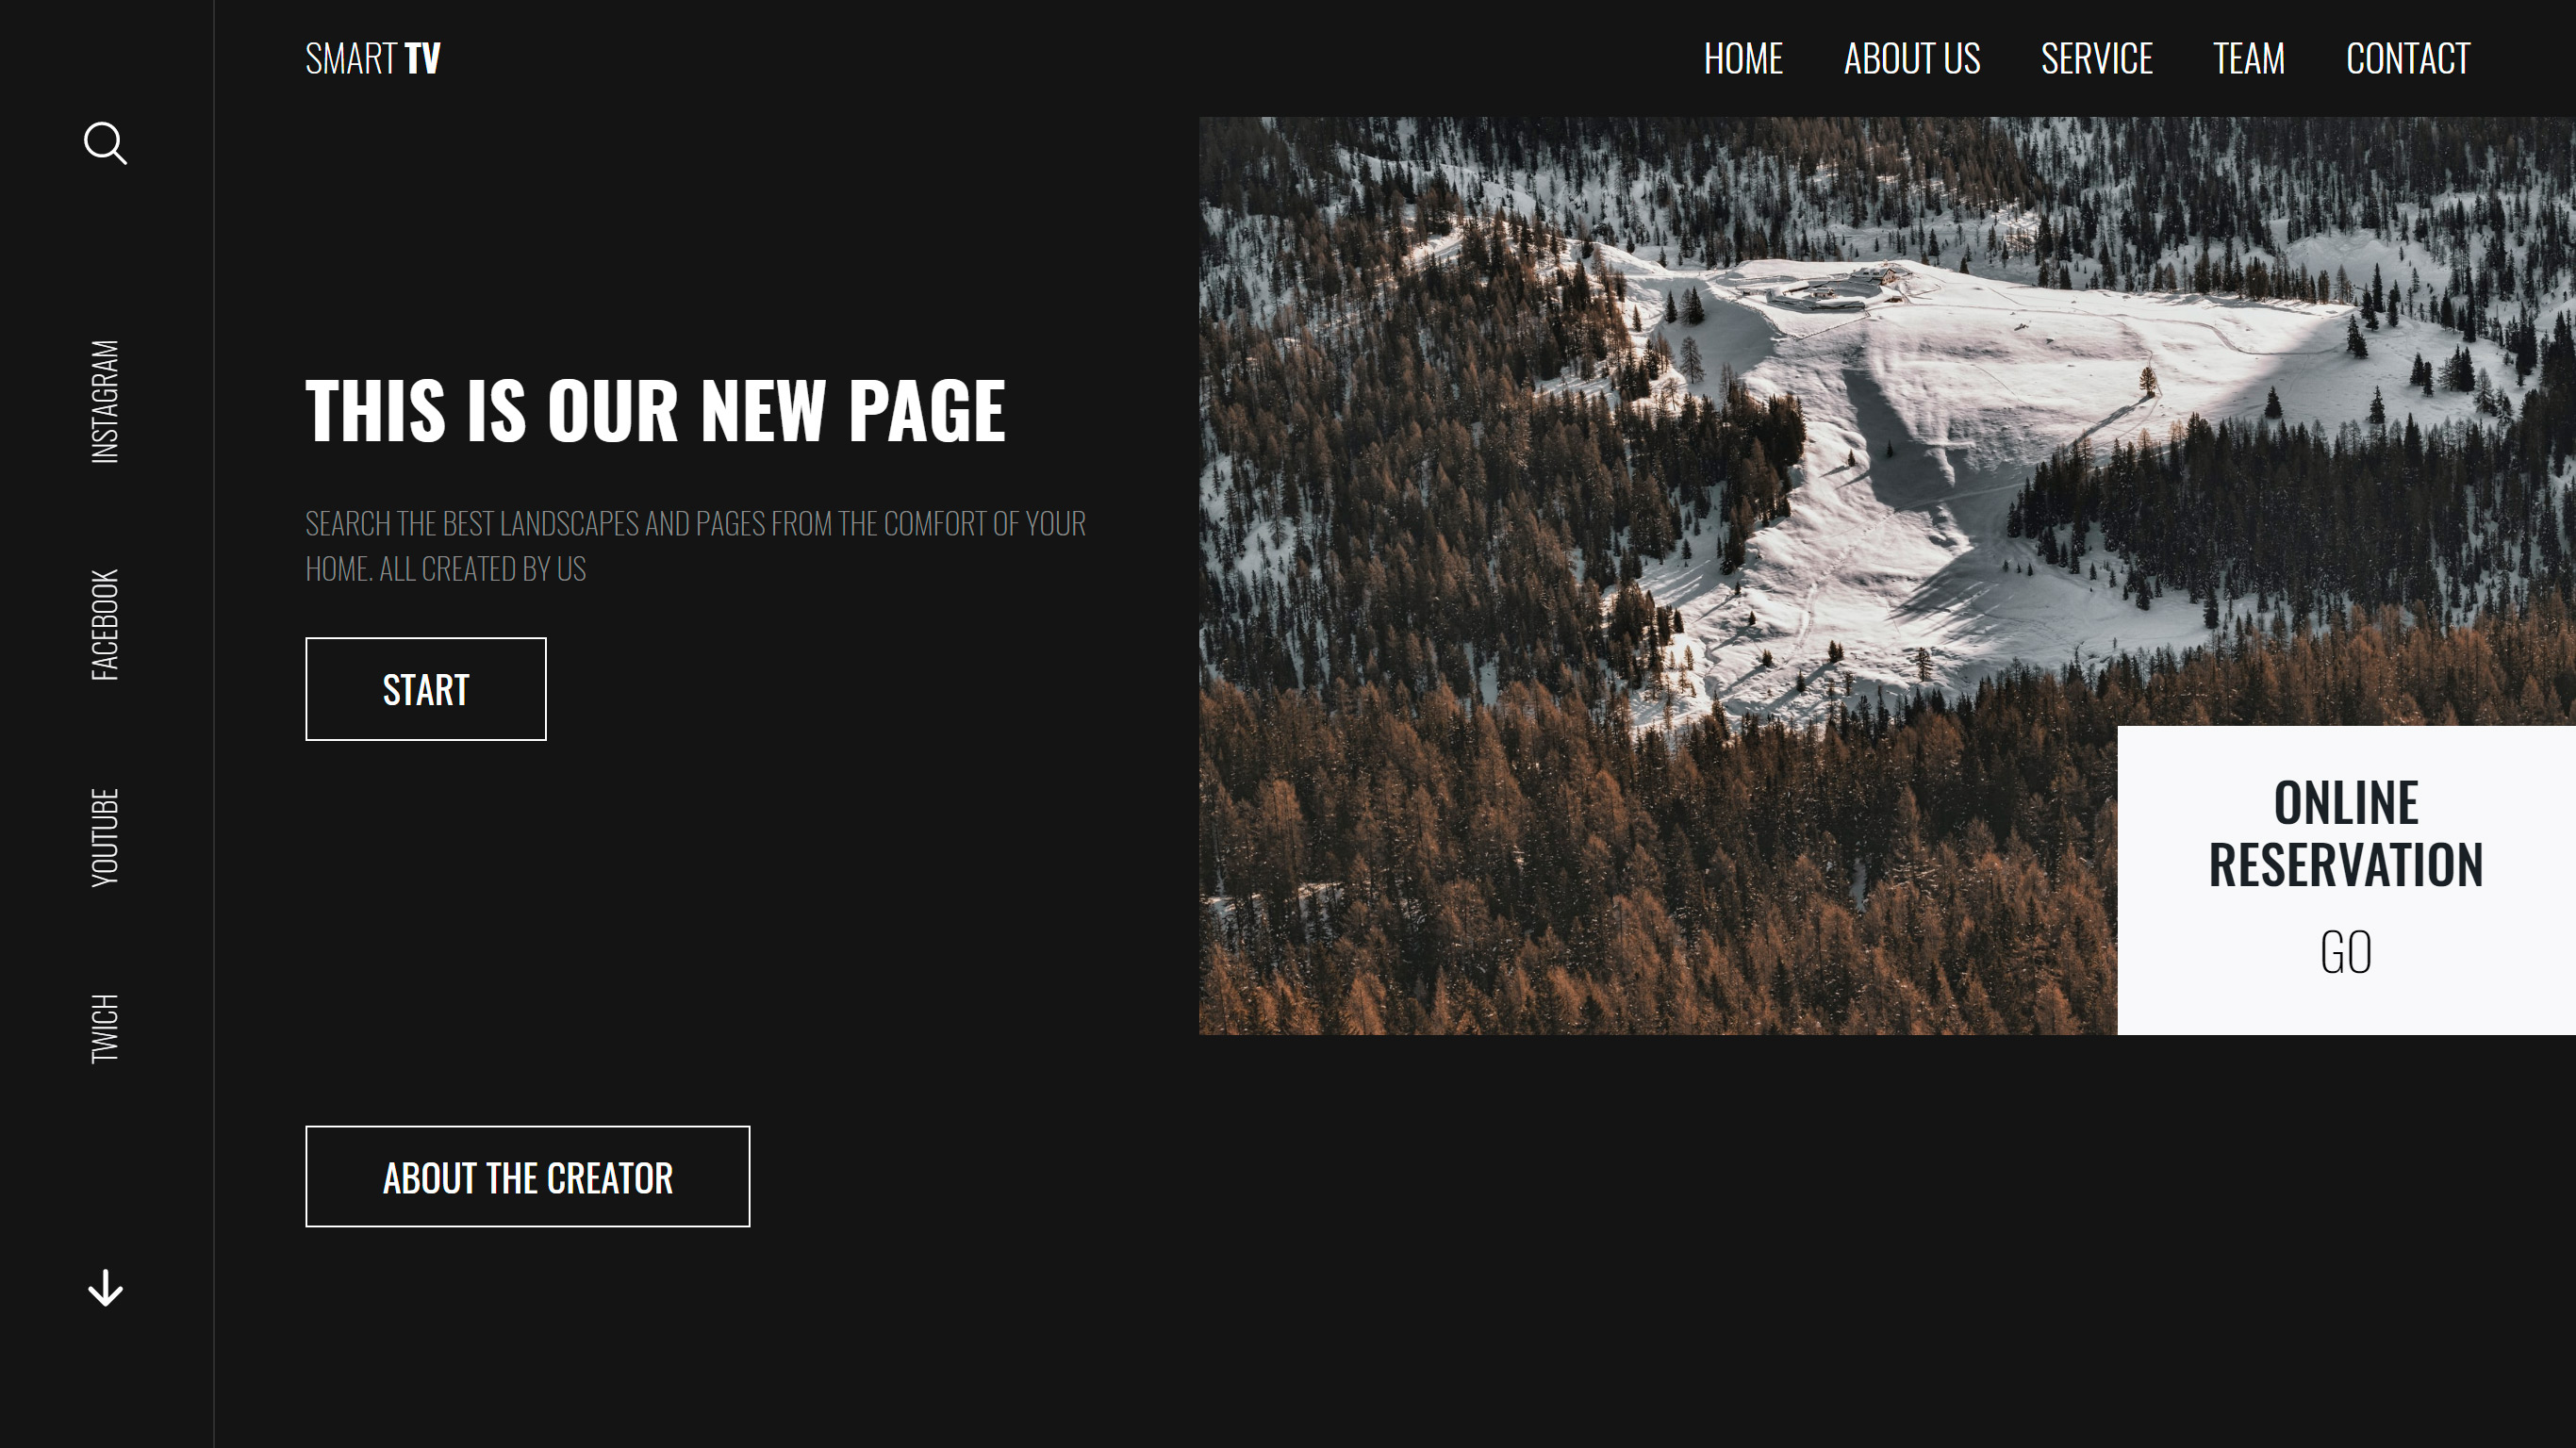 SMART TV
HOME ABOUT US SERVICE TEAM CONTACT
INSTAGRAM
FACEBOOK
YOUTUBE
TWICH
THIS IS OUR NEW PAGE
SEARCH THE BEST LANDSCAPES AND PAGES FROM THE COMFORT OF YOUR
HOME. ALL CREATED BY US
START
ONLINE
RESERVATION
GO
ABOUT THE CREATOR